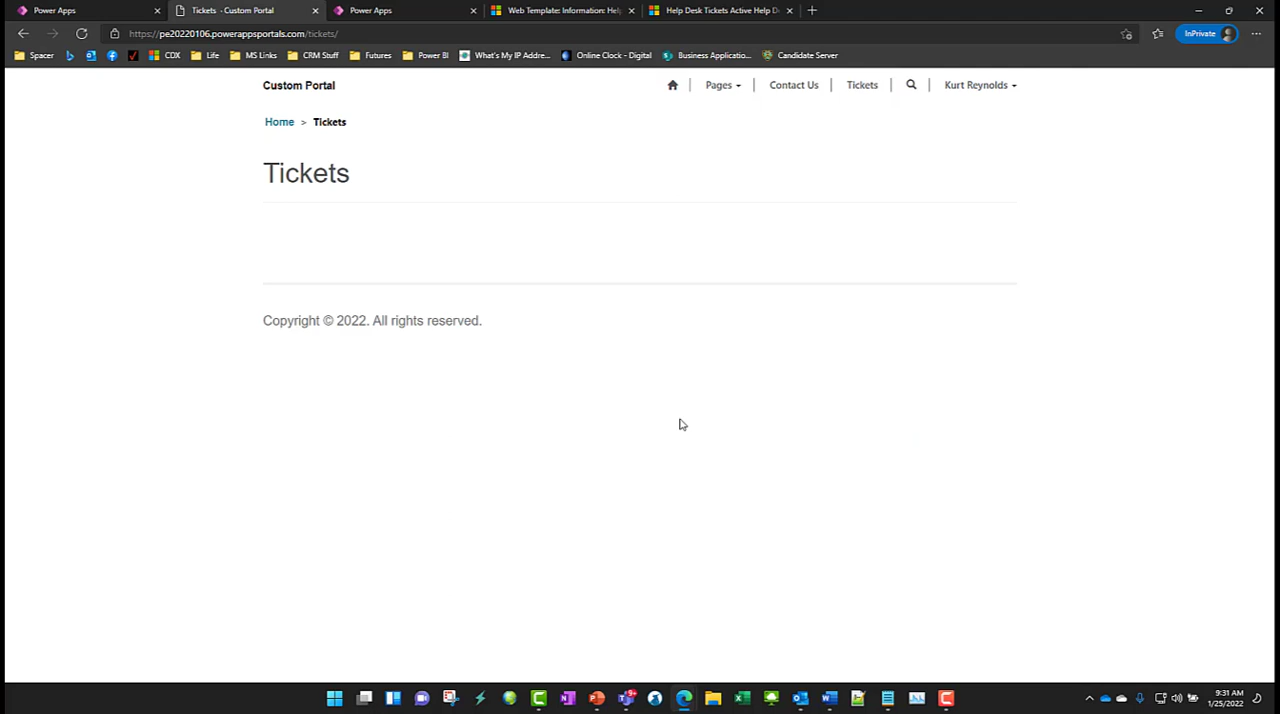 Power Apps
Tickets - Custom Portal
Power Apps
Web Template: Information: Help
Help Desk Tickets Active Help De
https://pe20220106.powerappsportals.com/tickets/
InPrivate
Spacer
CDX
Life
MS Links
CRM Stuff
Futures
Power BI
What's My IP Addre...
Online Clock - Digital
Business Applicatio...
Candidate Server
Custom Portal
Pages
Contact Us
Tickets
Kurt Reynolds
Home > Tickets
Tickets
Copyright © 2022. All rights reserved.
9+
9:31 AM
1/25/2022